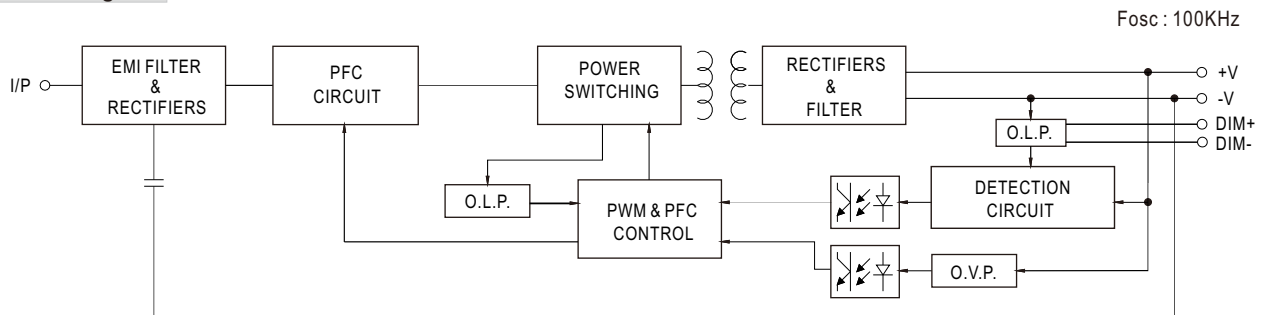 Fosc : 100KHz
I/P
EMI FILTER
&
RECTIFIERS
PFC
CIRCUIT
POWER
SWITCHING
RECTIFIERS
&
FILTER
+V
-V
DIM+
DIM-
O.L.P.
O.L.P.
PWM & PFC
CONTROL
DETECTION
CIRCUIT
O.V.P.